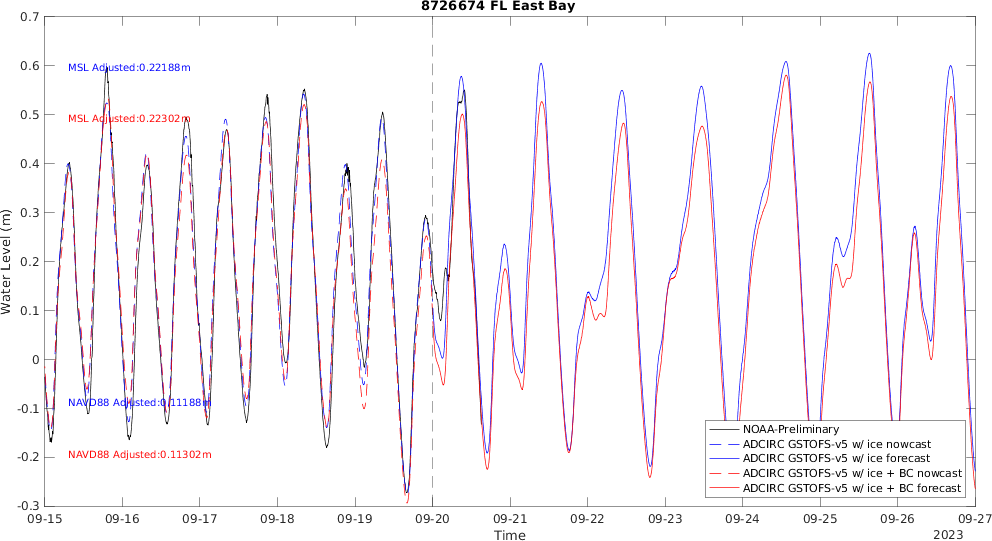 8726674 FL East Bay
0.7
0.6
0.5
0.4
0.3
0.2
0.1
0
-0.1
-0.2
-0.3
Water Level (m)
MSL Adjusted:0.22188m
MSL Adjusted:0.22302m
NAVD88 Adjusted:0.11188m
NAVD88 Adjusted:0.11302m
NOAA-Preliminary
ADCIRC GSTOFS-v5 w/ ice nowcast
ADCIRC GSTOFS-v5 w/ ice forecast
ADCIRC GSTOFS-v5 w/ ice + BC nowcast
ADCIRC GSTOFS-v5 w/ ice + BC forecast
09-15 09-16 09-17 09-18 09-19 09-20 09-21 09-22 09-23 09-24 09-25 09-26 09-27
Time
2023